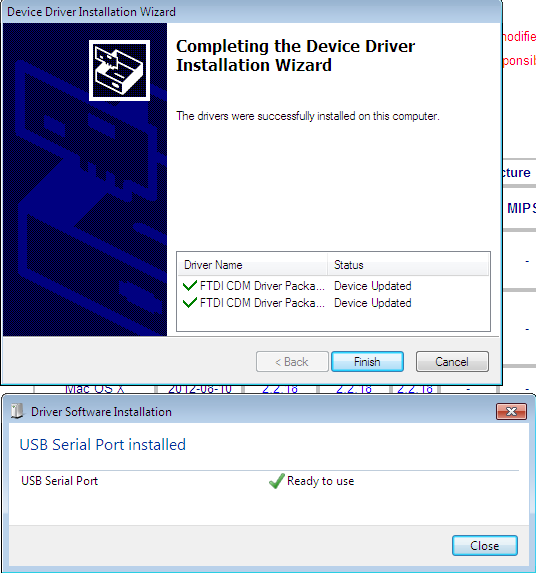 Device Driver Installation Wizard
Completing the Device Driver
Installation Wizard
The drivers were successfully installed on this computer.
Driver Name Status
FTDI CDM Driver Packa... Device Updated
FTDI CDM Driver Packa... Device Updated
< Back Finish Cancel
MIPS
-
-
Mac OS X 2012-08-10 2.2.18 2.2.18 2.2.18 - -
Driver Software Installation
USB Serial Port installed
USB Serial Port Ready to use
Close